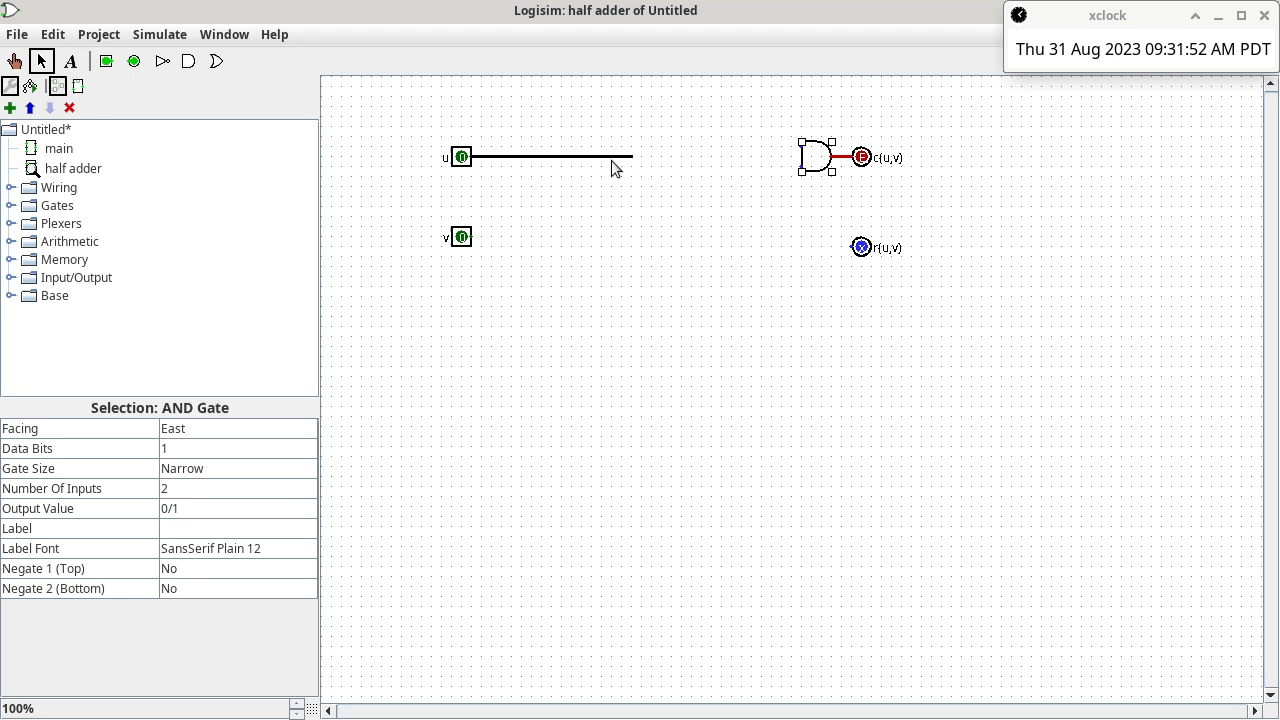 Logisim: half adder of Untitled
xclock
Thu 31 Aug 2023 09:31:52 AM PDT
File Edit Project Simulate Window Help
A
Untitled*
main
half adder
Wiring
Gates
Plexers
Arithmetic
Memory
Input/Output
Base
u 0
c(u,v)
v 0
x r(u,v)
Selection: AND Gate
Facing East
Data Bits 1
Gate Size Narrow
Number Of Inputs 2
Output Value 0/1
Label
Label Font SansSerif Plain 12
Negate 1 (Top) No
Negate 2 (Bottom) No
100%